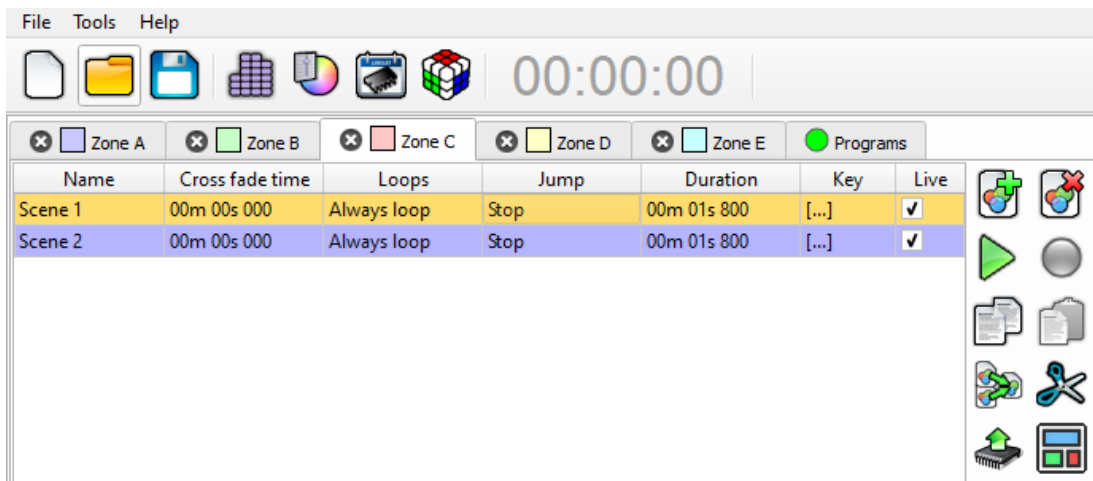 File Tools Help
00:00:00
Zone A Zone B Zone C Zone D Zone E Programs
Name Cross fade time Loops Jump Duration Key Live
Scene 1 00m 00s 000 Always loop Stop 00m 01s 800 [...]
Scene 2 00m 00s 000 Always loop Stop 00m 01s 800 [...]